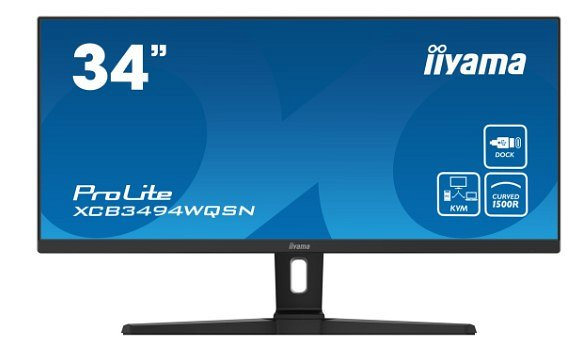 34”
iiyama
DOCK
KVM
CURVED
1500R
ProLite
XCB3494WQSN
iiyama